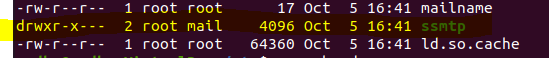 -rw-r--r-- 1 root root 17 Oct 5 16:41 mailname
drwxr-x--- 2 root mail 4096 Oct 5 16:41 ssmtp
-rw-r--r-- 1 root root 64360 Oct 5 16:41 ld.so.cache